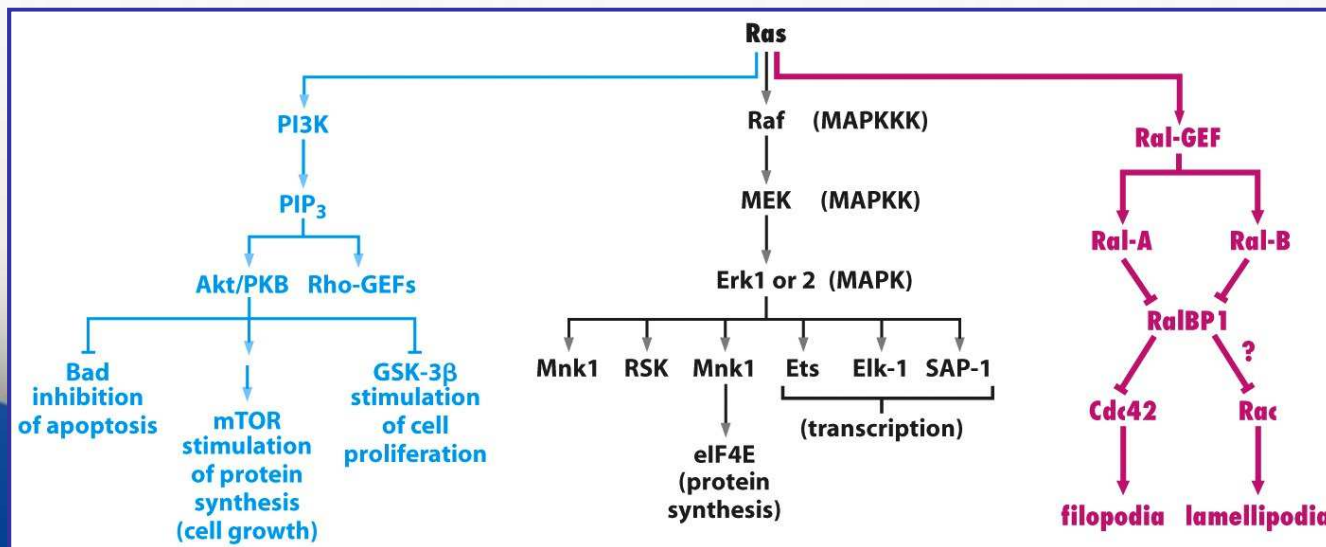 Ras
PI3K
PIP3
Akt/PKB Rho-GEFs
Bad
inhibition
of apoptosis
mTOR
stimulation
of protein
synthesis
(cell growth)
GSK-3β
stimulation
of cell
proliferation
Raf (MAPKKK)
MEK (MAPKK)
Erk1 or 2 (MAPK)
Mnk1 RSK Mnk1 Ets Elk-1 SAP-1
eIF4E
(protein
synthesis)
(transcription)
Ral-GEF
Ral-A Ral-B
RalBP1
?
Cdc42 Rac
filopodia lamellipodia